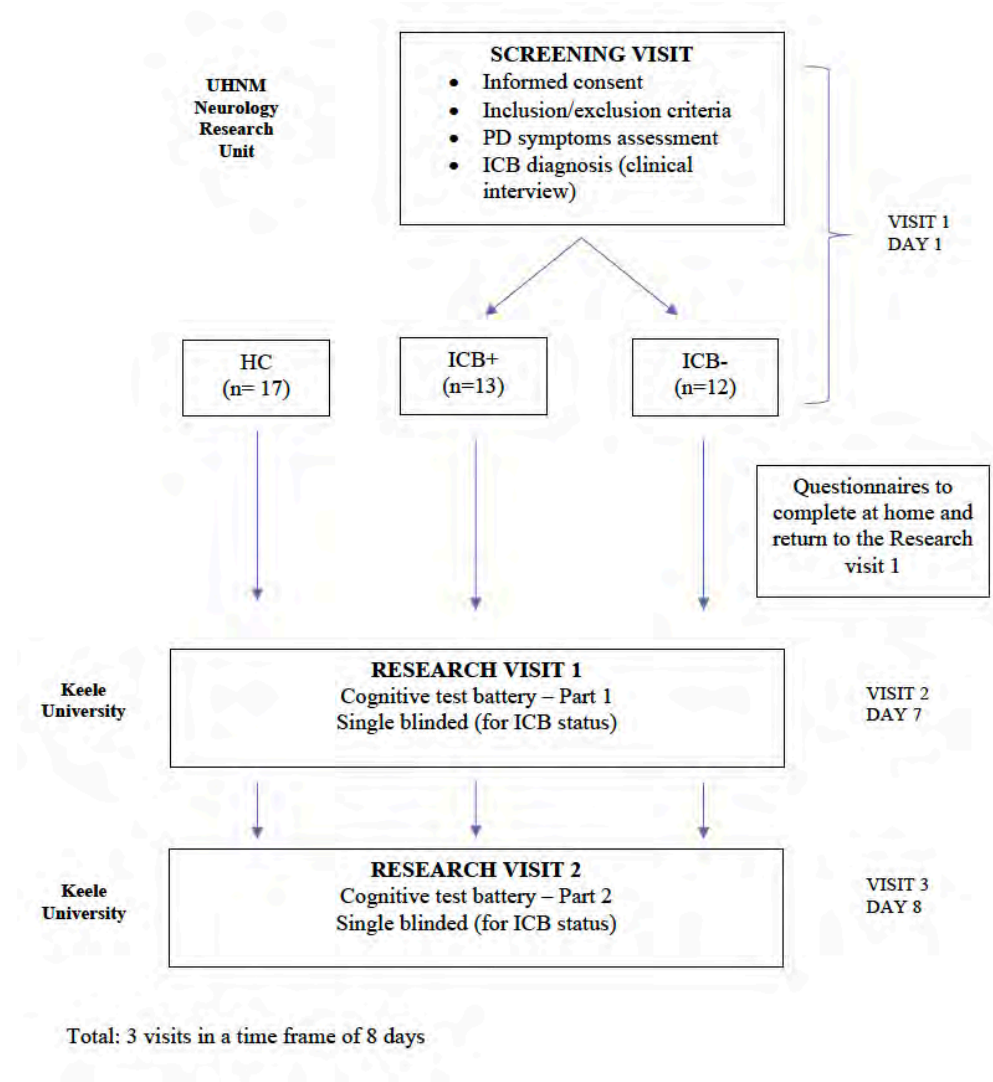 SCREENING VISIT
• Informed consent
• Inclusion/exclusion criteria
• PD symptoms assessment
• ICB diagnosis (clinical
interview)
UHNM
Neurology
Research
Unit
VISIT 1
DAY 1
HC
(n= 17)
ICB+
(n=13)
ICB-
(n=12)
Questionnaires to
complete at home and
return to the Research
visit 1
Keele
University
RESEARCH VISIT 1
Cognitive test battery – Part 1
Single blinded (for ICB status)
VISIT 2
DAY 7
Keele
University
RESEARCH VISIT 2
Cognitive test battery – Part 2
Single blinded (for ICB status)
VISIT 3
DAY 8
Total: 3 visits in a time frame of 8 days